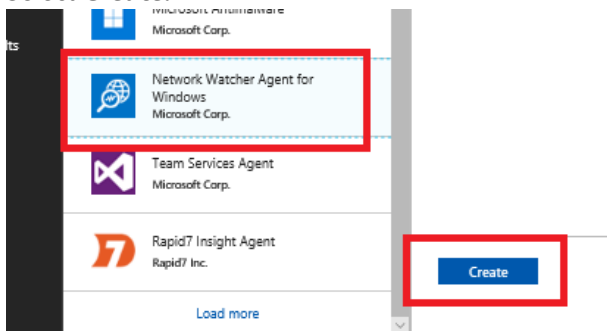 Microsoft Antimalware
Microsoft Corp.
lts
Network Watcher Agent for
Windows
Microsoft Corp.
Team Services Agent
Microsoft Corp.
Rapid7 Insight Agent
Rapid7 Inc.
Create
Load more